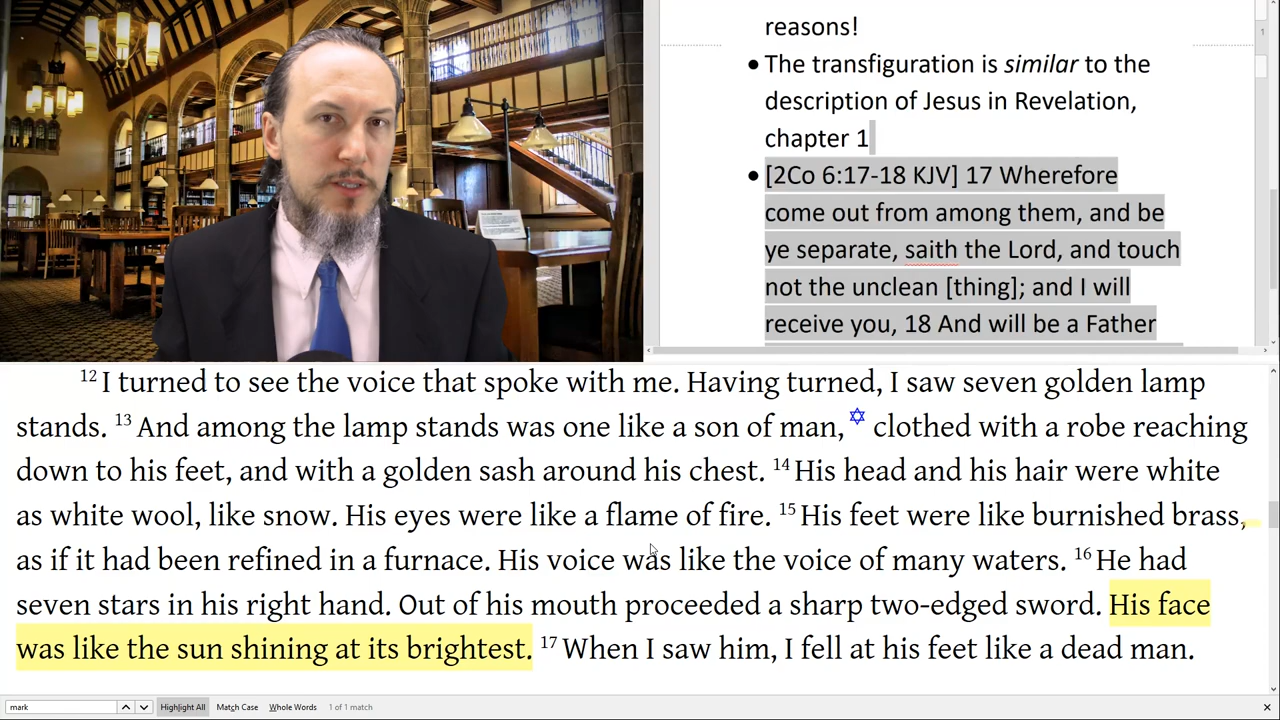 reasons!
• The transfiguration is similar to the
description of Jesus in Revelation,
chapter 1
• [2Co 6:17-18 KJV] 17 Wherefore
come out from among them, and be
ye separate, saith the Lord, and touch
not the unclean [thing]; and I will
receive you, 18 And will be a Father
1
12 I turned to see the voice that spoke with me. Having turned, I saw seven golden lamp
stands. 13 And among the lamp stands was one like a son of man,✡ clothed with a robe reaching
down to his feet, and with a golden sash around his chest. 14 His head and his hair were white
as white wool, like snow. His eyes were like a flame of fire. 15 His feet were like burnished brass,
as if it had been refined in a furnace. His voice was like the voice of many waters. 16 He had
seven stars in his right hand. Out of his mouth proceeded a sharp two-edged sword. His face
was like the sun shining at its brightest. 17 When I saw him, I fell at his feet like a dead man.
mark Highlight All Match Case Whole Words 1 of 1 match